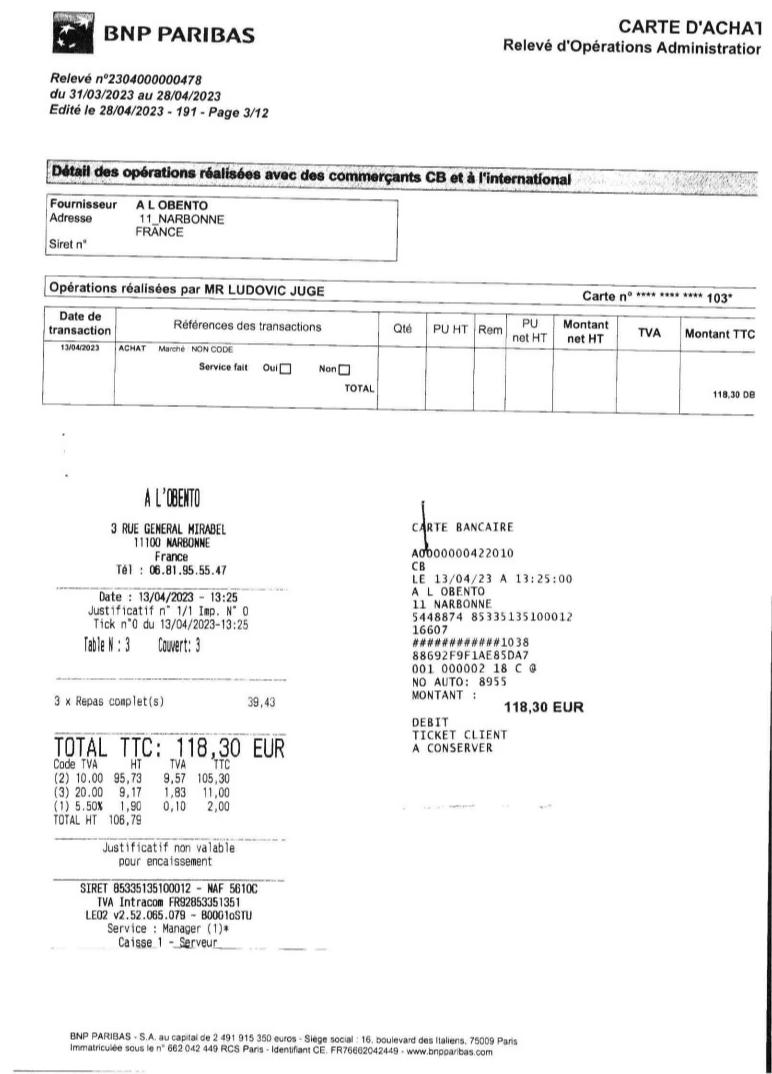 BNP PARIBAS
CARTE D'ACHAT
Relevé d'Opérations Administration
Relevé n°2304000000478
du 31/03/2023 au 28/04/2023
Edité le 28/04/2023 - 191 - Page 3/12
Détail des opérations réalisées avec des commerçants CB et à l'international
Fournisseur A L OBENTO
Adresse 11_NARBONNE
FRANCE
Siret n°
Opérations réalisées par MR LUDOVIC JUGE
Carte n° **** **** **** 103*
Date de transaction Références des transactions Qté PU HT Rem PU net HT Montant net HT TVA Montant TTC
13/04/2023 ACHAT Marché NON CODE
Service fait Oui Non
TOTAL 118,30 DB
A L'OBENTO
3 RUE GENERAL MIRABEL
11100 NARBONNE
France
Tél : 06.81.95.55.47
Date : 13/04/2023 - 13:25
Justificatif n° 1/1 Imp. N° 0
Tick n°0 du 13/04/2023-13:25
Table N : 3 Couvert: 3
3 x Repas complet(s) 39,43
TOTAL TTC: 118,30 EUR
Code TVA HT TVA TTC
(2) 10.00 95,73 9,57 105,30
(3) 20.00 9,17 1,83 11,00
(1) 5.50% 1,90 0,10 2,00
TOTAL HT 106,79
Justificatif non valable
pour encaissement
SIRET 85335135100012 - NAF 5610C
TVA Intracom FR92853351351
LEO2 v2.52.065.079 - B0001oSTU
Service : Manager (1)*
Caisse 1 - Serveur
CARTE BANCAIRE
A0000000422010
CB
LE 13/04/23 A 13:25:00
A L OBENTO
11 NARBONNE
5448874 85335135100012
16607
############1038
88692F9F1AE85DA7
001 000002 18 C @
NO AUTO: 8955
MONTANT :
118,30 EUR
DEBIT
TICKET CLIENT
A CONSERVER
BNP PARIBAS - S.A. au capital de 2 491 915 350 euros - Siège social : 16, boulevard des Italiens, 75009 Paris
Immatriculée sous le n° 662 042 449 RCS Paris - Identifiant CE. FR76662042449 - www.bnpparibas.com